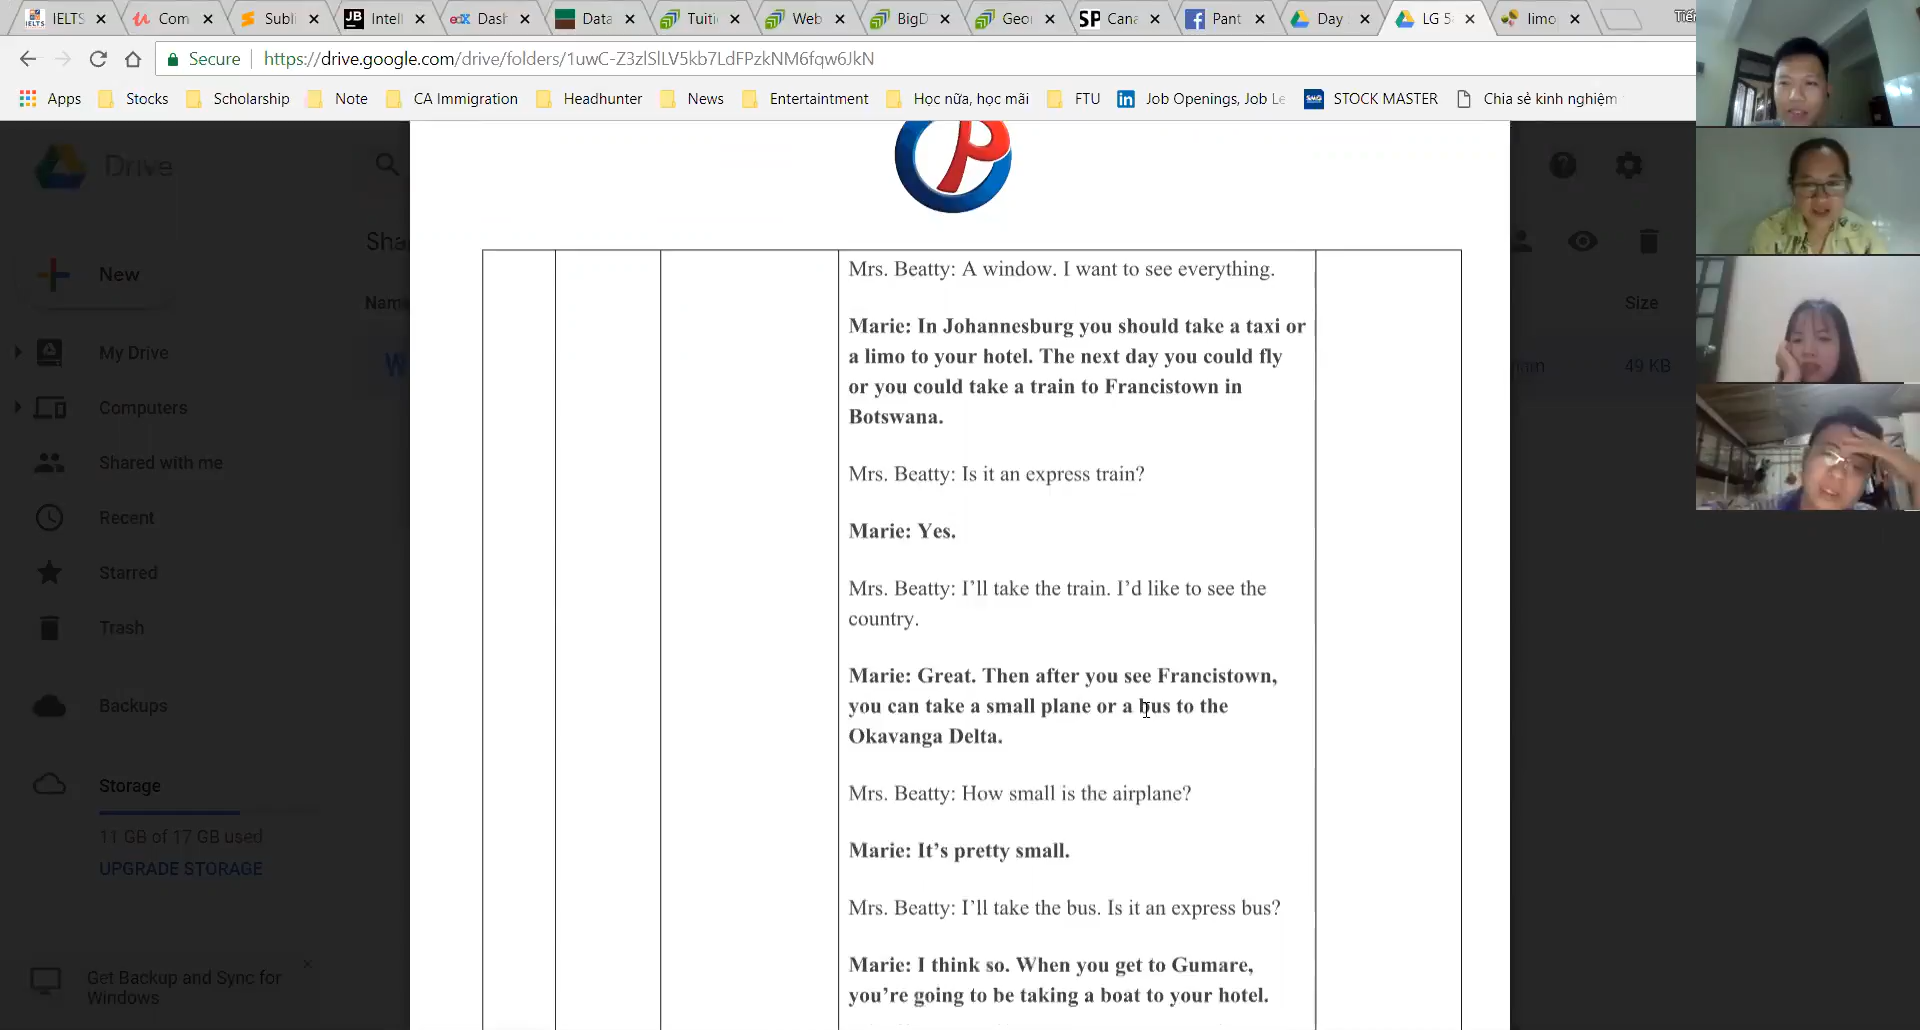 IELTS
Com
Subli
Intell
Dash
Data
Tuiti
Web
BigD
Geor
Cana
Pant
Day
LG 5
limo
Secure
https://drive.google.com/drive/folders/1uwC-Z3zlSlLV5kb7LdFPzkNM6fqw6JkN
Apps
Stocks
Scholarship
Note
CA Immigration
Headhunter
News
Entertaintment
Học nữa, học mãi
FTU
Job Openings, Job Le
STOCK MASTER
Chia sẻ kinh nghiệm
Drive
New
My Drive
Computers
Shared with me
Recent
Starred
Trash
Backups
Storage
11 GB of 17 GB used
UPGRADE STORAGE
Get Backup and Sync for
Windows
Sha
Name
Size
49 KB
Mrs. Beatty: A window. I want to see everything.
Marie: In Johannesburg you should take a taxi or
a limo to your hotel. The next day you could fly
or you could take a train to Francistown in
Botswana.
Mrs. Beatty: Is it an express train?
Marie: Yes.
Mrs. Beatty: I'll take the train. I'd like to see the
country.
Marie: Great. Then after you see Francistown,
you can take a small plane or a bus to the
Okavanga Delta.
Mrs. Beatty: How small is the airplane?
Marie: It's pretty small.
Mrs. Beatty: I'll take the bus. Is it an express bus?
Marie: I think so. When you get to Gumare,
you're going to be taking a boat to your hotel.